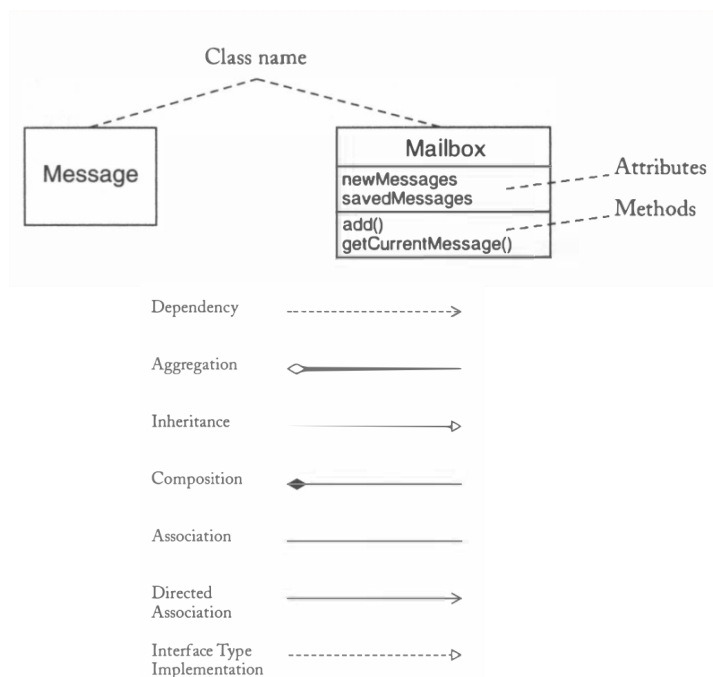 Class name
Message
Mailbox
newMessages
savedMessages
add()
getCurrentMessage()
Attributes
Methods
Dependency
Aggregation
Inheritance
Composition
Association
Directed
Association
Interface Type
Implementation